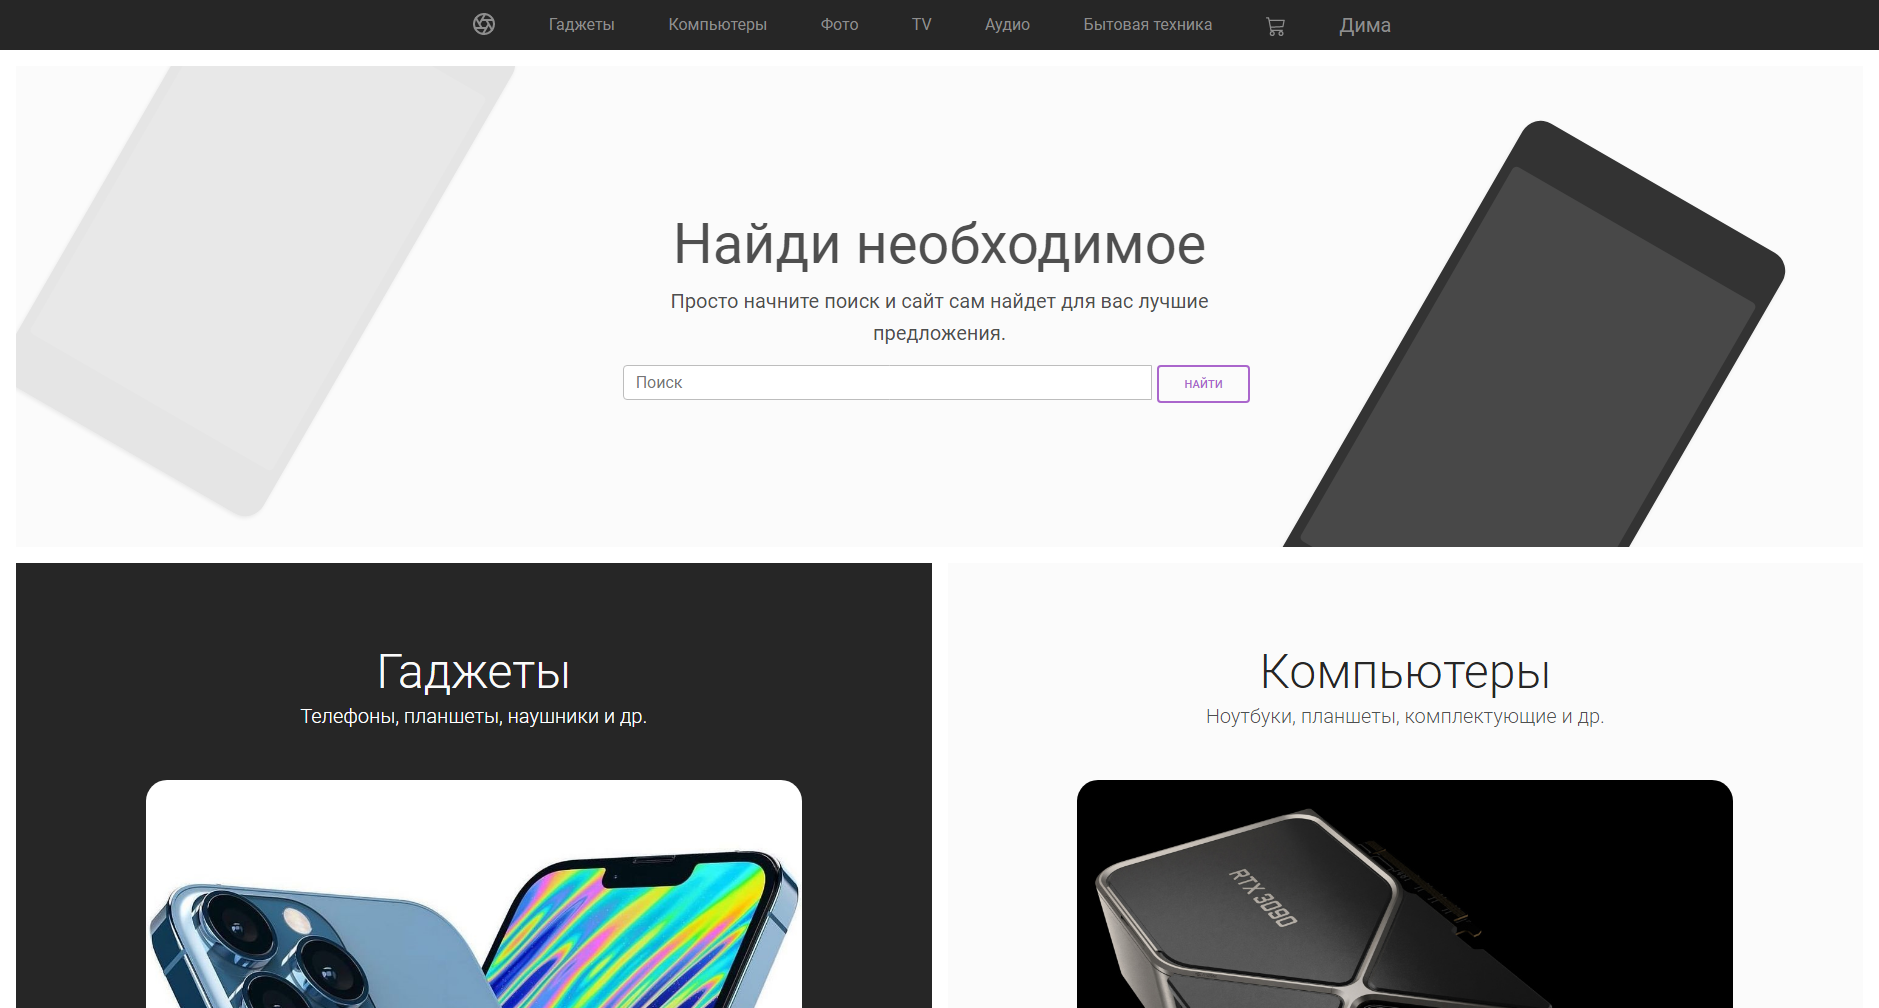 Гаджеты
Компьютеры
Фото
TV
Аудио
Бытовая техника
Дима
Найди необходимое
Просто начните поиск и сайт сам найдет для вас лучшие
предложения.
Поиск
НАЙТИ
Гаджеты
Телефоны, планшеты, наушники и др.
Компьютеры
Ноутбуки, планшеты, комплектующие и др.
RTX 3090